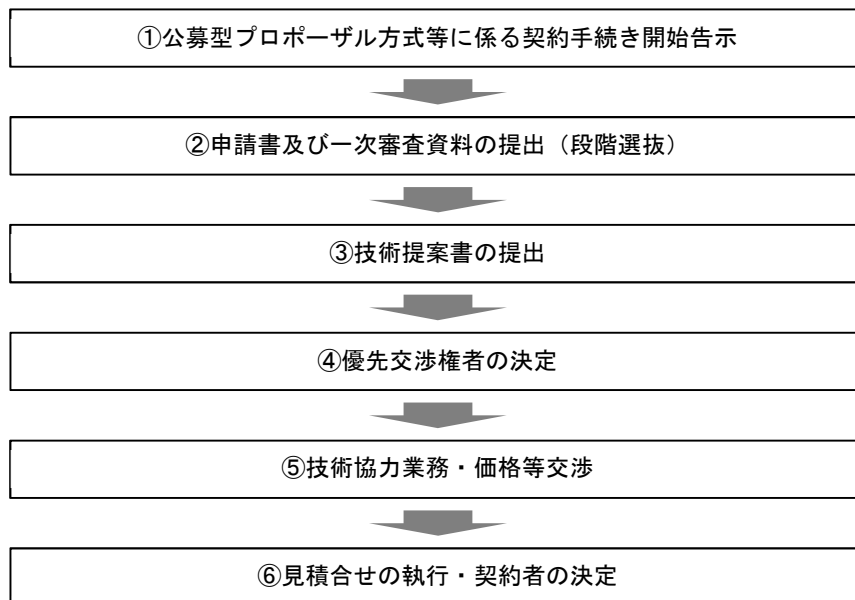 ①公募型プロポーザル方式等に係る契約手続き開始告示
②申請書及び一次審査資料の提出（段階選抜）
③技術提案書の提出
④優先交渉権者の決定
⑤技術協力業務・価格等交渉
⑥見積合せの執行・契約者の決定